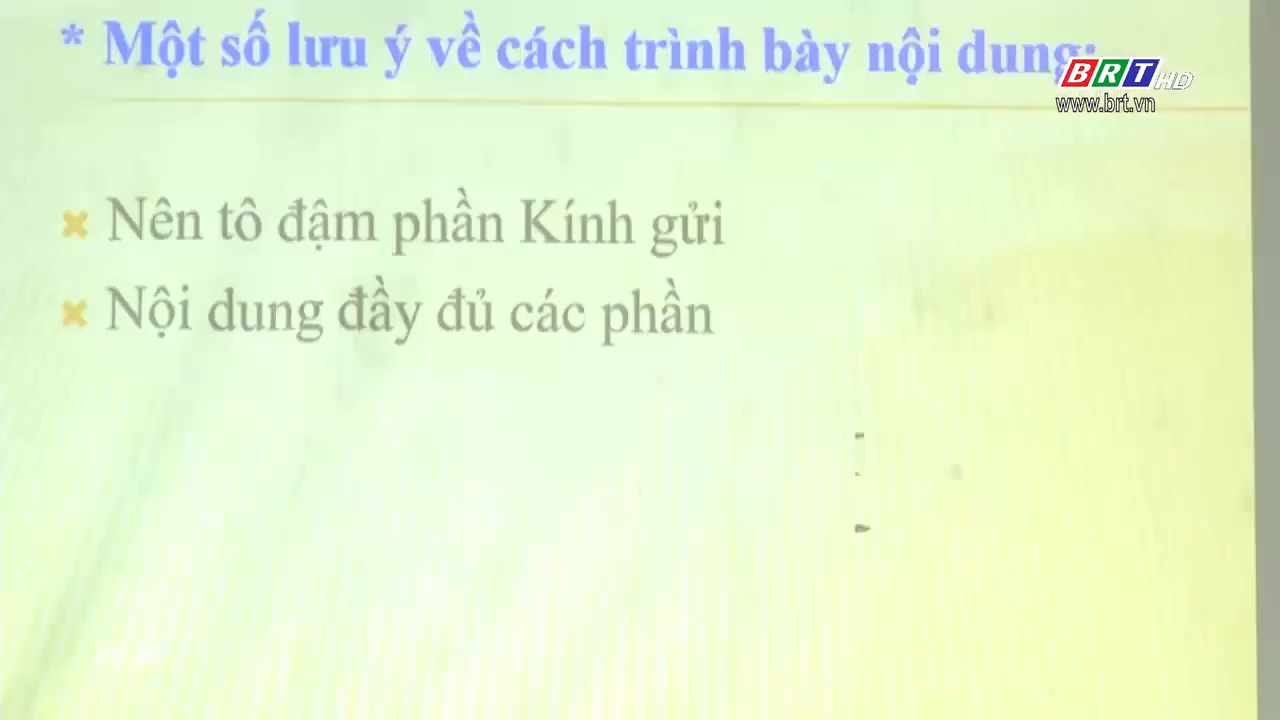 * Một số lưu ý về cách trình bày nội dung:
BRT HD
www.brt.vn
Nên tô đậm phần Kính gửi
Nội dung đầy đủ các phần